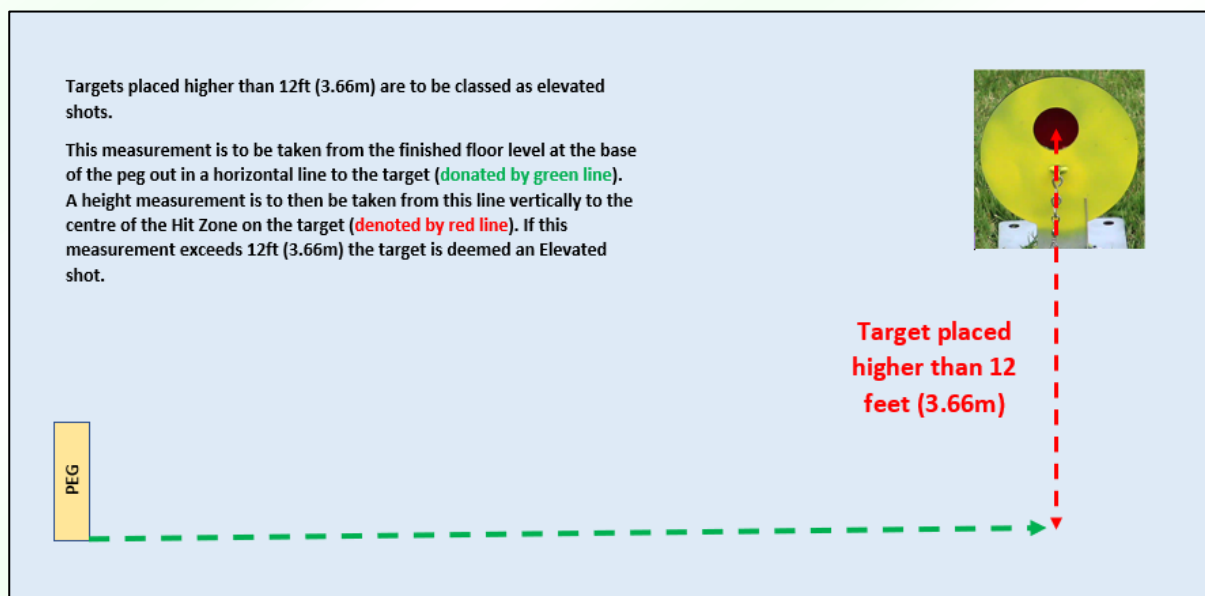 Targets placed higher than 12ft (3.66m) are to be classed as elevated
shots.
This measurement is to be taken from the finished floor level at the base
of the peg out in a horizontal line to the target (donated by green line).
A height measurement is to then be taken from this line vertically to the
centre of the Hit Zone on the target (denoted by red line). If this
measurement exceeds 12ft (3.66m) the target is deemed an Elevated
shot.
Target placed
higher than 12
feet (3.66m)
PEG